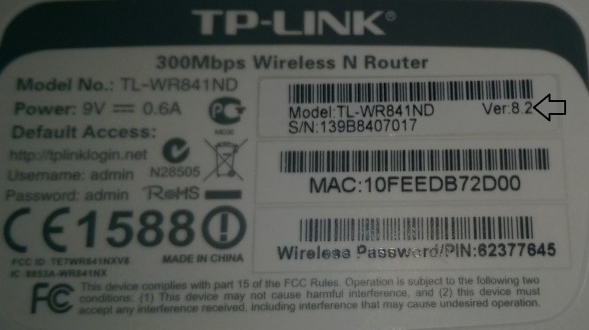 TP-LINK®
300Mbps Wireless N Router
Model No.: TL-WR841ND
Power: 9V ⎓ 0.6A
Default Access:
http://tplinklogin.net
Username: admin
N28505
Password: admin
RoHS
CE1588
FCC ID: TE7WR841NXV8
IC: 8853A-WR841NX
MADE IN CHINA
Model:TL-WR841ND Ver:8.2
S/N:139B8407017
MAC:10FEEDB72D00
Wireless Password/PIN:62377645
FC This device complies with part 15 of the FCC Rules. Operation is subject to the following two
conditions: (1) This device may not cause harmful interference, and (2) this device must
accept any interference received, including interference that may cause undesired operation.